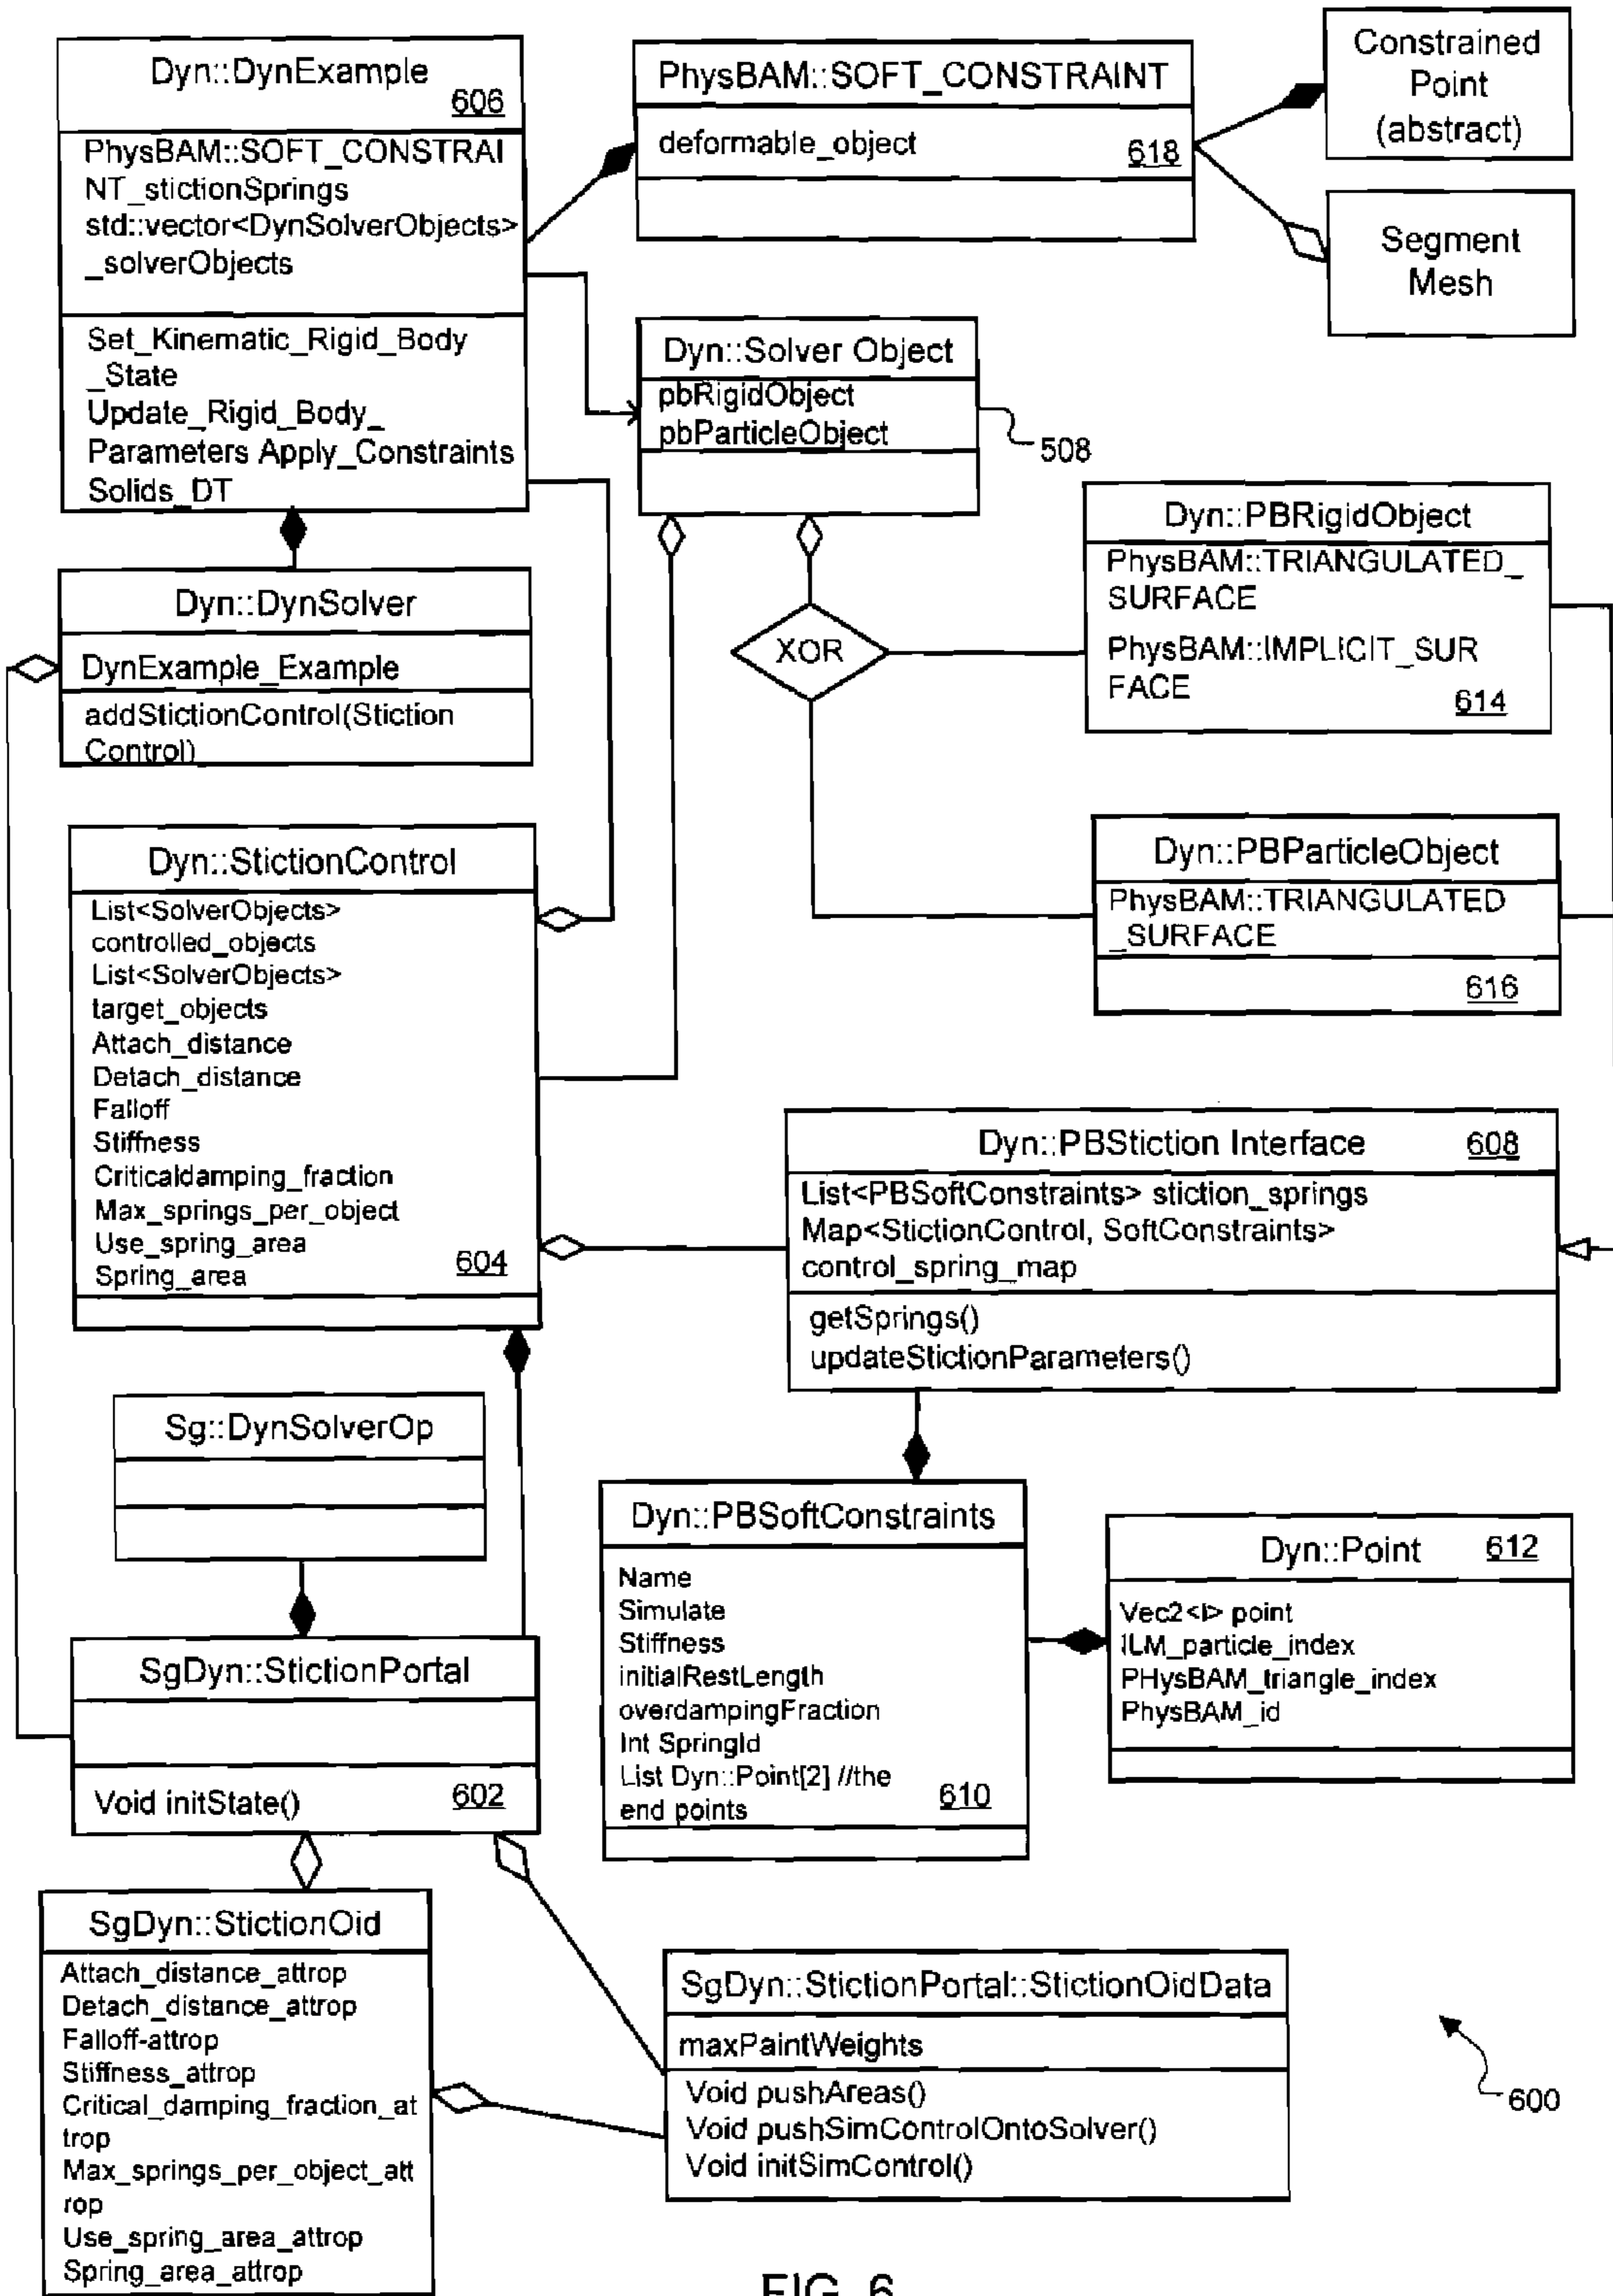 Dyn::DynExample
606
PhysBAM::SOFT_CONSTRAI
NT_stictionSprings
std::vector<DynSolverObjects>
_solverObjects
Set_Kinematic_Rigid_Body
_State
Update_Rigid_Body_
Parameters Apply_Constraints
Solids_DT
PhysBAM::SOFT_CONSTRAINT
deformable_object
618
Constrained
Point
(abstract)
Segment
Mesh
Dyn::Solver Object
pbRigidObject
pbParticleObject
508
Dyn::DynSolver
DynExample_Example
addStictionControl(Stiction
Control)
XOR
Dyn::PBRigidObject
PhysBAM::TRIANGULATED_
SURFACE
PhysBAM::IMPLICIT_SUR
FACE
614
Dyn::PBParticleObject
PhysBAM::TRIANGULATED
_SURFACE
616
Dyn::StictionControl
List<SolverObjects>
controlled_objects
List<SolverObjects>
target_objects
Attach_distance
Detach_distance
Falloff
Stiffness
Criticaldamping_fraction
Max_springs_per_object
Use_spring_area
Spring_area
604
Dyn::PBStiction Interface
608
List<PBSoftConstraints> stiction_springs
Map<StictionControl, SoftConstraints>
control_spring_map
getSprings()
updateStictionParameters()
Sg::DynSolverOp
Dyn::PBSoftConstraints
Name
Simulate
Stiffness
initialRestLength
overdampingFraction
Int SpringId
List Dyn::Point[2] //the
end points
610
Dyn::Point
612
Vec2<I> point
ILM_particle_index
PHysBAM_triangle_index
PhysBAM_id
SgDyn::StictionPortal
Void initState()
602
SgDyn::StictionOid
Attach_distance_attrop
Detach_distance_attrop
Falloff-attrop
Stiffness_attrop
Critical_damping_fraction_at
trop
Max_springs_per_object_att
rop
Use_spring_area_attrop
Spring_area_attrop
SgDyn::StictionPortal::StictionOidData
maxPaintWeights
Void pushAreas()
Void pushSimControlOntoSolver()
Void initSimControl()
600
FIG. 6